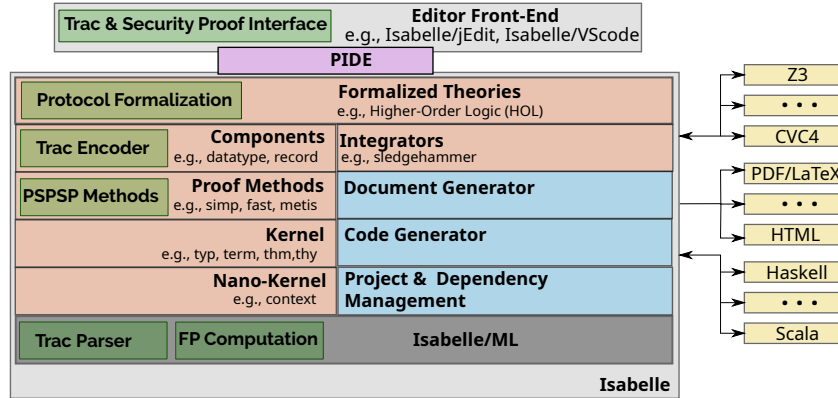 Trac & Security Proof Interface
Editor Front-End
e.g., Isabelle/jEdit, Isabelle/VScode
PIDE
Protocol Formalization
Formalized Theories
e.g., Higher-Order Logic (HOL)
Trac Encoder
Components
e.g., datatype, record
Integrators
e.g., sledgehammer
PSPSP Methods
Proof Methods
e.g., simp, fast, metis
Document Generator
Kernel
e.g., typ, term, thm,thy
Code Generator
Nano-Kernel
e.g., context
Project & Dependency
Management
Trac Parser
FP Computation
Isabelle/ML
Isabelle
Z3
• • •
CVC4
PDF/LaTeX
• • •
HTML
Haskell
• • •
Scala